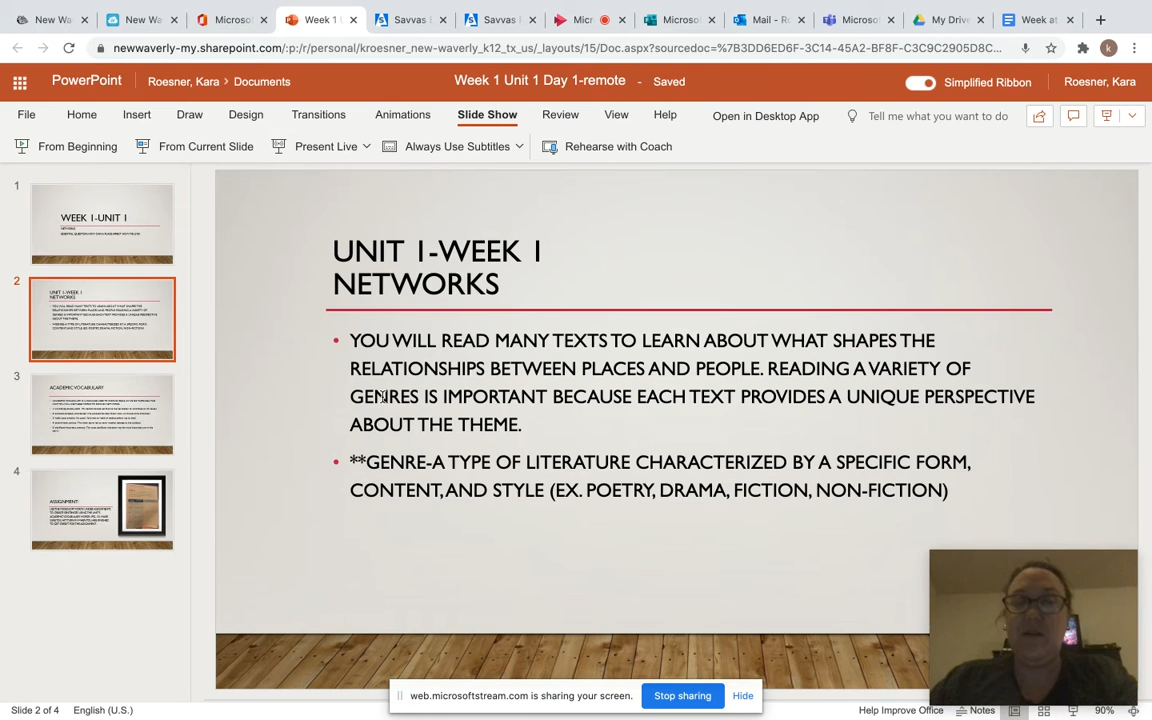 New Wa
New Wa
Microso
Week 1
Savvas
Savvas
Micr
Microso
Mail - Ro
Microso
My Drive
Week at
newwaverly-my.sharepoint.com/:p:/r/personal/kroesner_new-waverly_k12_tx_us/_layouts/15/Doc.aspx?sourcedoc=%7B3DD6ED6F-3C14-45A2-BF8F-C3C9C2905D8C...
k
PowerPoint
Roesner, Kara > Documents
Week 1 Unit 1 Day 1-remote - Saved
Simplified Ribbon
Roesner, Kara
File
Home
Insert
Draw
Design
Transitions
Animations
Slide Show
Review
View
Help
Open in Desktop App
Tell me what you want to do
From Beginning
From Current Slide
Present Live
Always Use Subtitles
Rehearse with Coach
1
WEEK 1-UNIT 1
2
UNIT 1-WEEK 1
NETWORKS
3
ACADEMIC VOCABULARY
4
ASSIGNMENT:
UNIT 1-WEEK 1
NETWORKS
• YOU WILL READ MANY TEXTS TO LEARN ABOUT WHAT SHAPES THE
RELATIONSHIPS BETWEEN PLACES AND PEOPLE. READING A VARIETY OF
GENRES IS IMPORTANT BECAUSE EACH TEXT PROVIDES A UNIQUE PERSPECTIVE
ABOUT THE THEME.
• **GENRE-A TYPE OF LITERATURE CHARACTERIZED BY A SPECIFIC FORM,
CONTENT, AND STYLE (EX. POETRY, DRAMA, FICTION, NON-FICTION)
web.microsoftstream.com is sharing your screen.
Stop sharing
Hide
Slide 2 of 4
English (U.S.)
Help Improve Office
Notes
90%